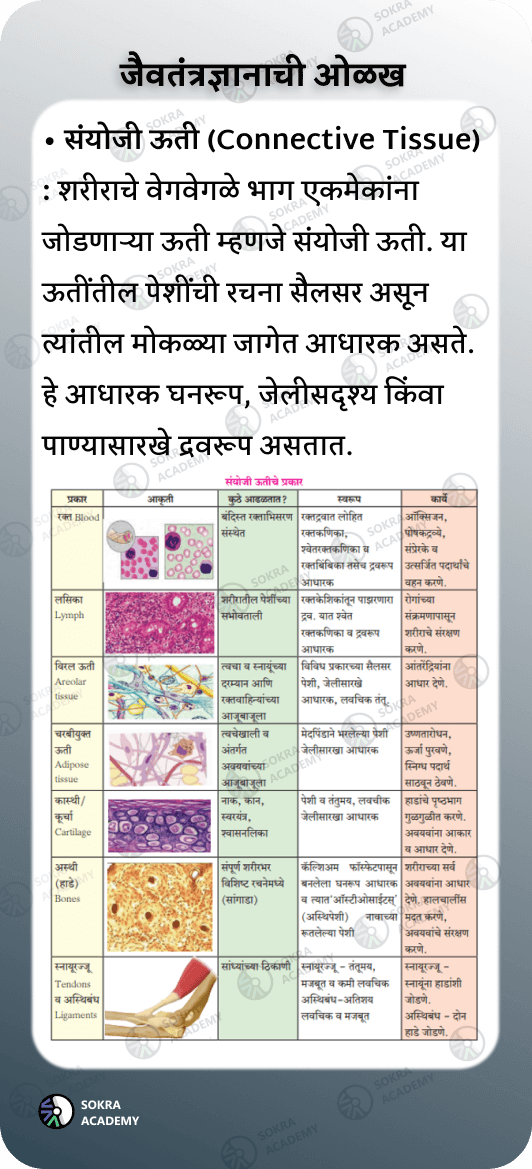 जैवतंत्रज्ञानाची ओळख
• संयोजी ऊती (Connective Tissue)
: शरीराचे वेगवेगळे भाग एकमेकांना
जोडणाऱ्या ऊती म्हणजे संयोजी ऊती. या
ऊतींतील पेशींची रचना सैलसर असून
त्यांतील मोकळ्या जागेत आधारक असते.
हे आधारक घनरूप, जेलीसदृश्य किंवा
पाण्यासारखे द्रवरूप असतात.
संयोजी ऊतीचे प्रकार
प्रकार आकृती कुठे आडळतात? स्वरूप कार्ये
रक्त Blood
बंदिस्त रक्ताभिसरण
संस्थेत
रक्तद्रवात लोहित
रक्तकणिका,
श्वेतरक्तकणिका व
रक्तबिंबिका तसेच द्रवरूप
आधारक
ऑक्सिजन,
पोषकद्रव्ये,
संप्रेरके व
उत्सर्जित पदार्थांचे
वहन करणे.
लसिका
Lymph
शरीरातील पेशींच्या
सभोवताली
रक्तकेशिकांतून पाझरणारा
द्रव. यात श्वेत
रक्तकणिका व द्रवरूप
आधारक
रोगांच्या
संक्रमणापासून
शरीराचे संरक्षण
करणे.
विरल ऊती
Areolar
tissue
त्वचा व स्नायूंच्या
दरम्यान आणि
रक्तवाहिन्यांच्या
आजूबाजूला
विविध प्रकारच्या सैलसर
पेशी, जेलीसारखे
आधारक, लवचिक तंतू.
आंतरेंद्रियांना
आधार देणे.
चरबीयुक्त
ऊती
Adipose
tissue
त्वचेखाली व
अंतर्गत
अवयवांच्या
आजूबाजूला
मेदपिंडाने भरलेल्या पेशी
जेलीसारखा आधारक
उष्णतारोधन,
ऊर्जा पुरवणे,
स्निग्ध पदार्थ
साठवून ठेवणे.
कास्थी/
कूर्चा
Cartilage
नाक, कान,
स्वरयंत्र,
श्वासनलिका
पेशी व तंतुमय, लवचीक
जेलीसारखा आधारक
हाडांचे पृष्ठभाग
गुळगुळीत करणे.
अवयवांना आकार
व आधार देणे.
अस्थी
(हाडे)
Bones
संपूर्ण शरीरभर
विशिष्ट रचनेमध्ये
(सांगाडा)
कॅल्शिअम फॉस्फेटपासून
बनलेला घनरूप आधारक
व त्यात'ऑस्टीओसाईटस्'
(अस्थिपेशी) नावाच्या
रूतलेल्या पेशी
शरीराच्या सर्व
अवयवांना आधार
देणे. हालचालींस
मदत करणे,
अवयवांचे संरक्षण
करणे.
स्नायूरज्जू
Tendons
व अस्थिबंध
Ligaments
सांध्यांच्या ठिकाणी
स्नायूरज्जू – तंतूमय,
मजबूत व कमी लवचिक
अस्थिबंध–अतिशय
लवचिक व मजबूत
स्नायूरज्जू –
स्नायूंना हाडांशी
जोडणे.
अस्थिबंध – दोन
हाडे जोडणे.
SOKRA
ACADEMY